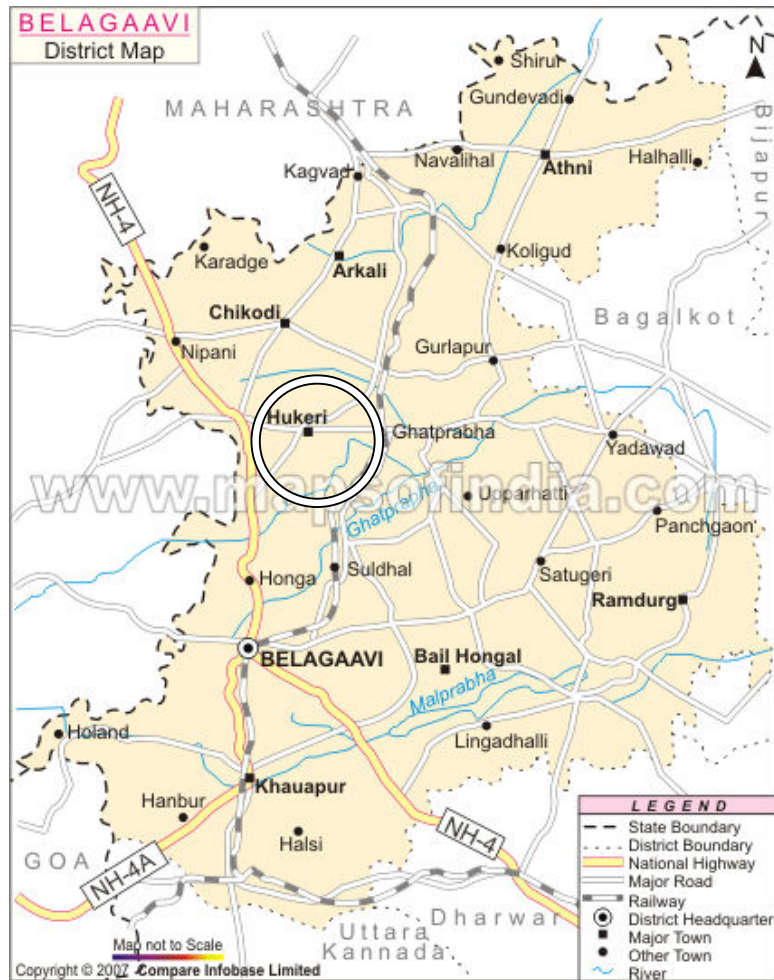 BELAGAAVI
District Map
N
Shirur
Gundevadi
MAHARASHTRA
Bijapur
Navalihal
Athni
Halhalli
Kagvad
NH-4
Karadge
Arkali
Koligud
Chikodi
Bagalkot
Nipani
Gurlapur
Hukeri
Ghatprabha
Yadawad
www.mapsofindia.com
Ghatprabha
Upparhatti
Panchgaon
Honga
Suldhal
Satugeri
Ramdurg
BELAGAAVI
Bail Hongal
Malprabha
Holand
Lingadhalli
Khauapur
Hanbur
Halsi
NH-4
GOA
NH-4A
Dharwar
Uttara
Kannada
LEGEND
State Boundary
District Boundary
National Highway
Major Road
Railway
District Headquarter
Major Town
Other Town
River
Map not to Scale
Copyright © 2007 Compare Infobase Limited